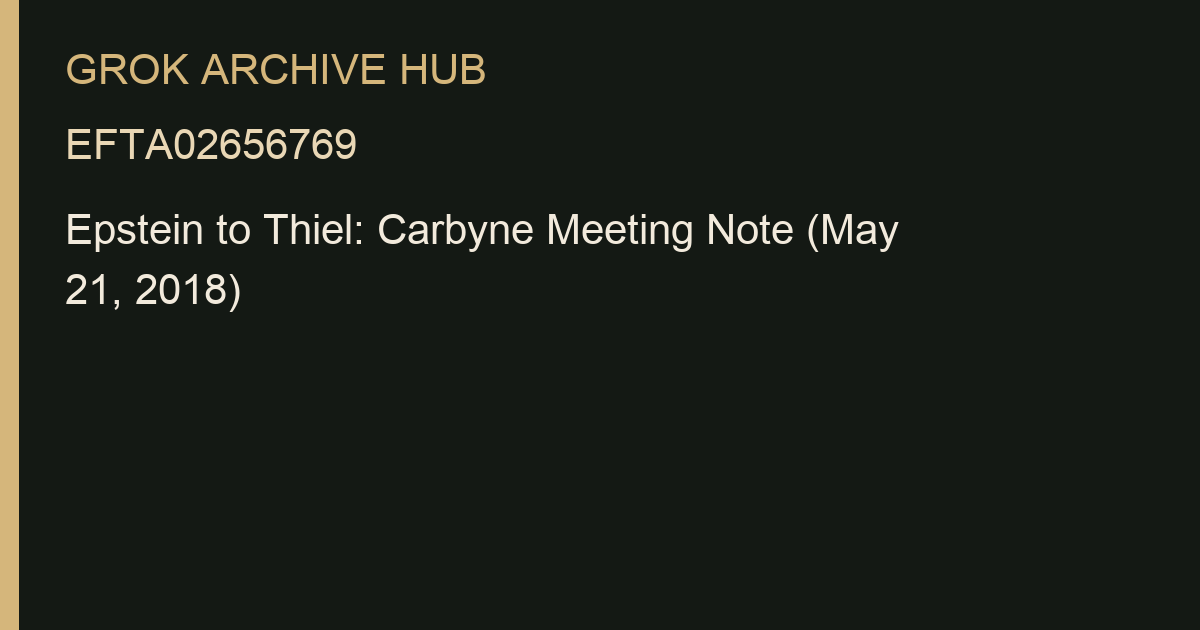 GROK ARCHIVE HUB
EFTA02656769
Epstein to Thiel: Carbyne Meeting Note (May
21, 2018)